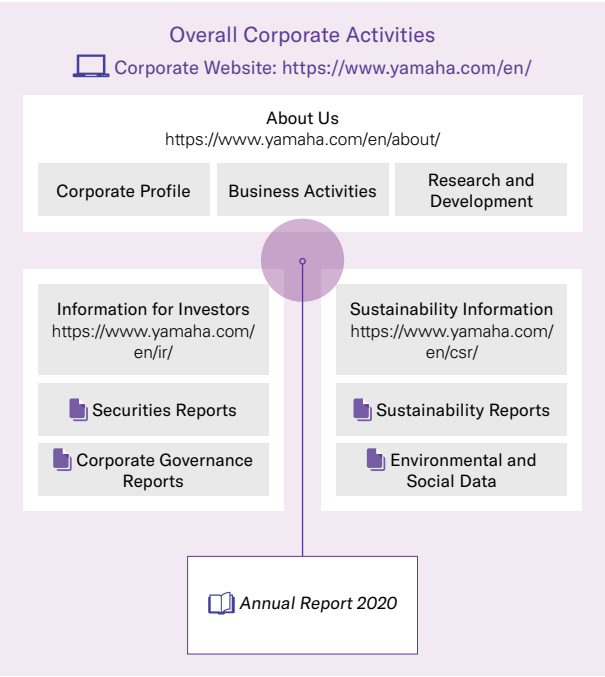 Overall Corporate Activities
Corporate Website: https://www.yamaha.com/en/
About Us
https://www.yamaha.com/en/about/
Corporate Profile
Business Activities
Research and
Development
Information for Investors
https://www.yamaha.com/
en/ir/
Securities Reports
Corporate Governance
Reports
Sustainability Information
https://www.yamaha.com/
en/csr/
Sustainability Reports
Environmental and
Social Data
Annual Report 2020